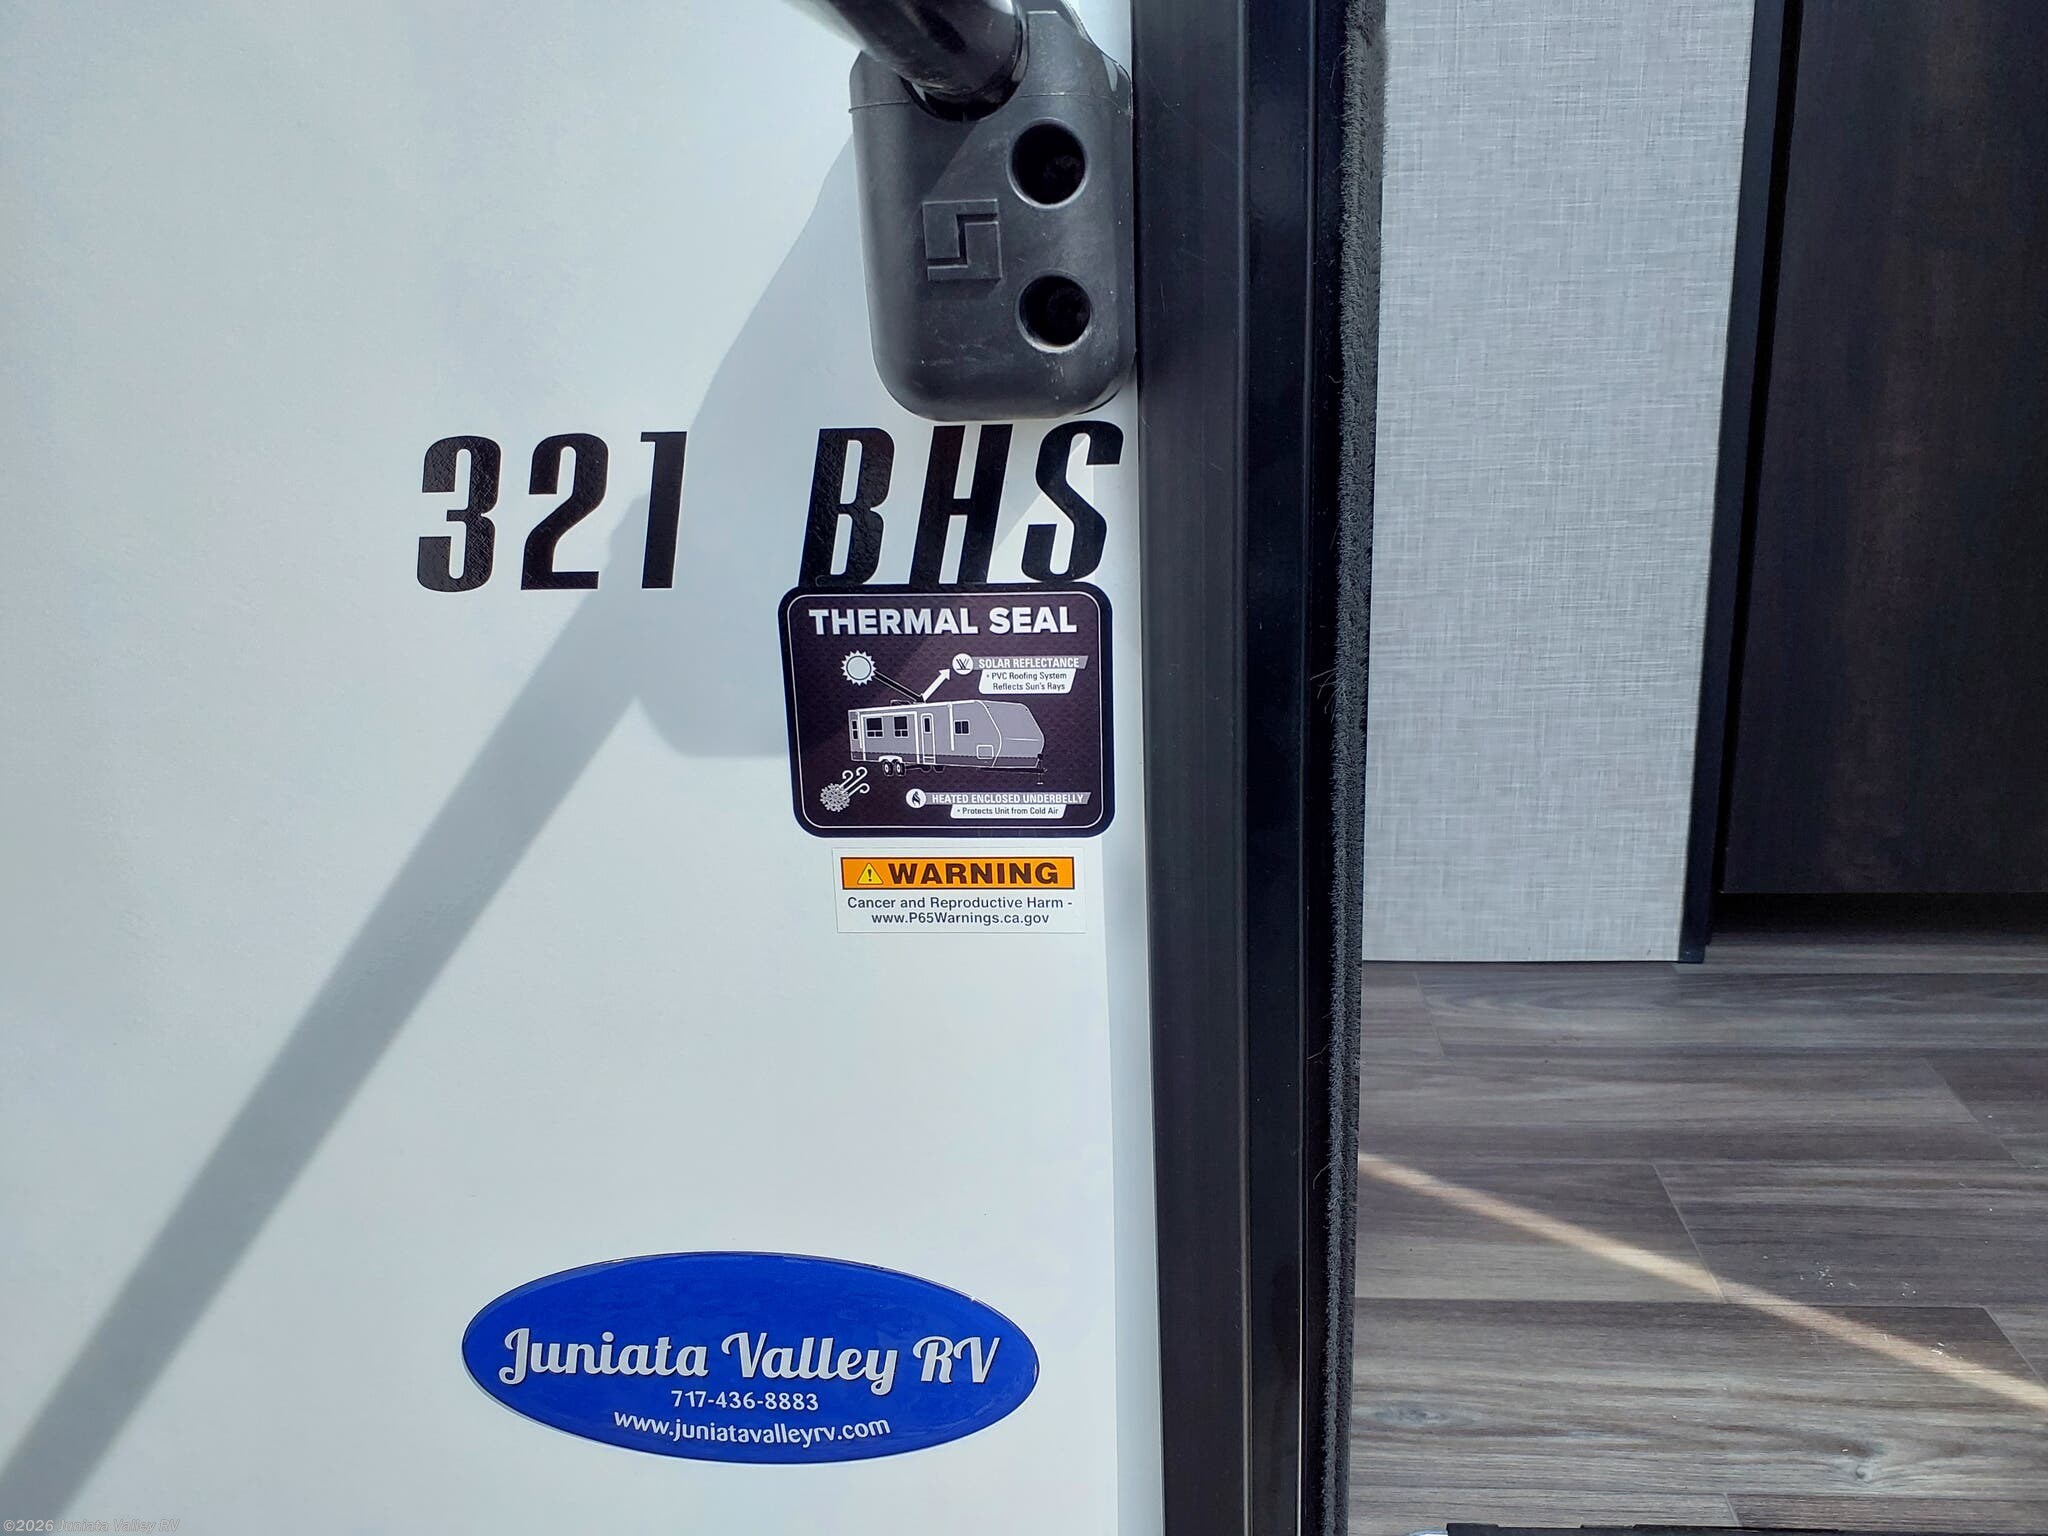 321 BHS
THERMAL SEAL
SOLAR REFLECTANCE
• PVC Roofing System
Reflects Sun's Rays
HEATED ENCLOSED UNDERBELLY
• Protects Unit from Cold Air
WARNING
Cancer and Reproductive Harm -
www.P65Warnings.ca.gov
Juniata Valley RV
717-436-8883
www.juniatavalleyrv.com
©2026 Juniata Valley RV